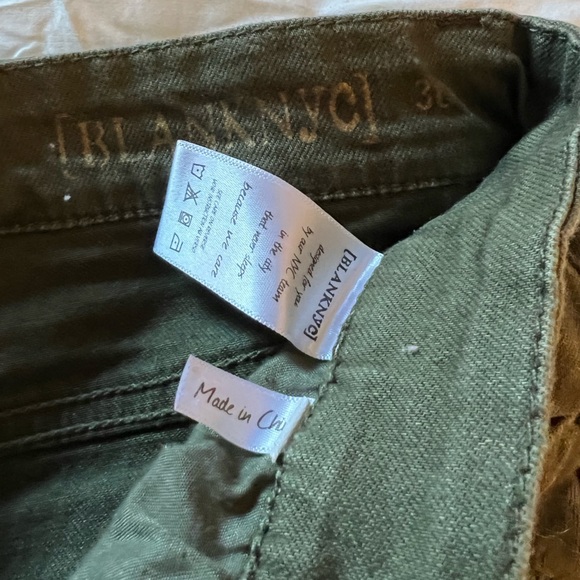 [BLANKNYC]
[BLANKNYC]
designed for you
by our NYC team
in the city
that never sleeps
because we care
Made in Chi